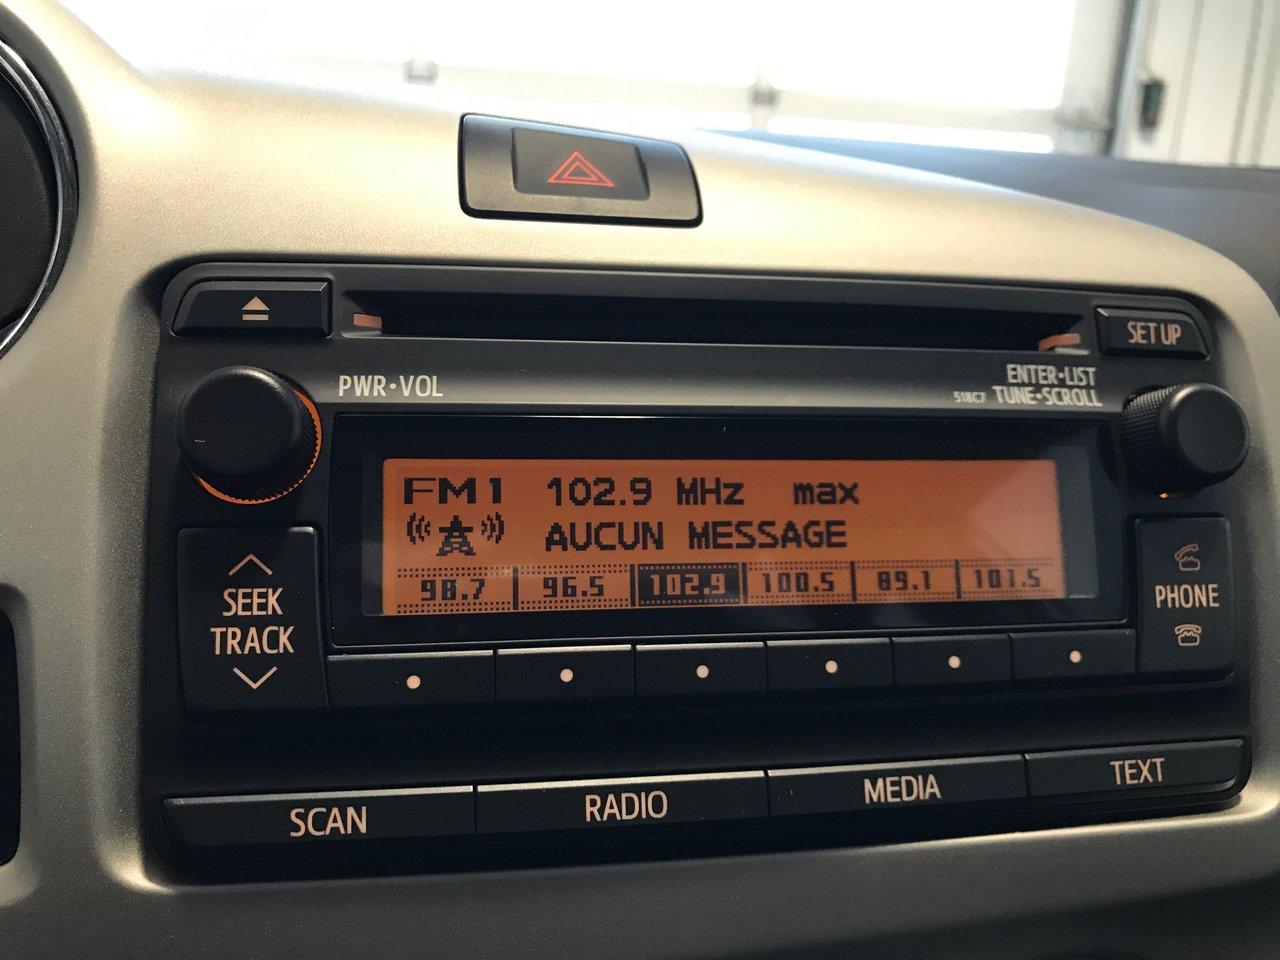 SET UP
PWR•VOL
ENTER•LIST
518C7 TUNE•SCROLL
FM1 102.9 MHz max
AUCUN MESSAGE
98.7 96.5 102.9 100.5 89.1 101.5
SEEK
TRACK
PHONE
SCAN RADIO MEDIA TEXT